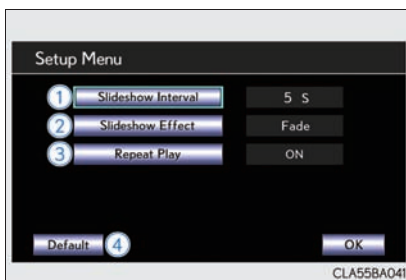 Setup Menu
1 Slideshow Interval 5 S
2 Slideshow Effect Fade
3 Repeat Play ON
Default 4 OK
CLA55BA041